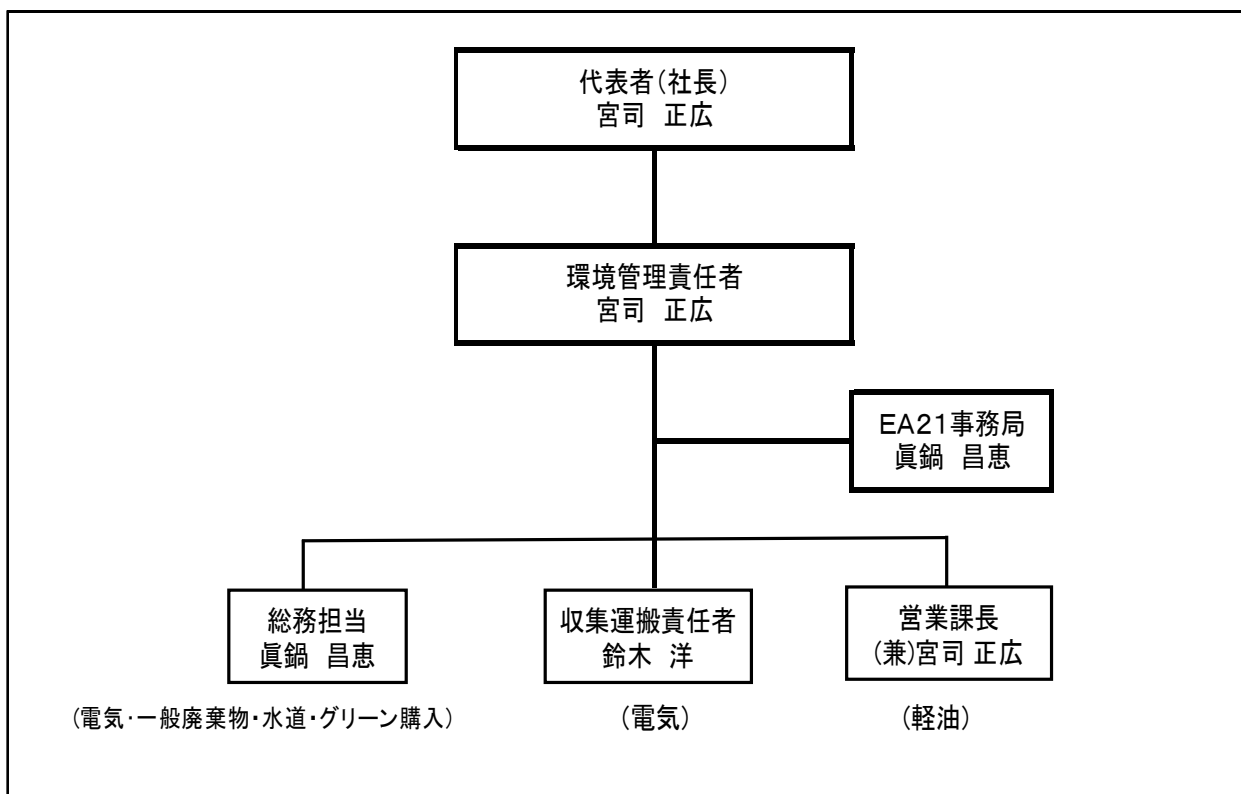 代表者(社長)
宮司 正広
環境管理責任者
宮司 正広
EA21事務局
眞鍋 昌恵
総務担当
眞鍋 昌恵
(電気・一般廃棄物・水道・グリーン購入)
収集運搬責任者
鈴木 洋
(電気)
営業課長
(兼)宮司 正広
(軽油)